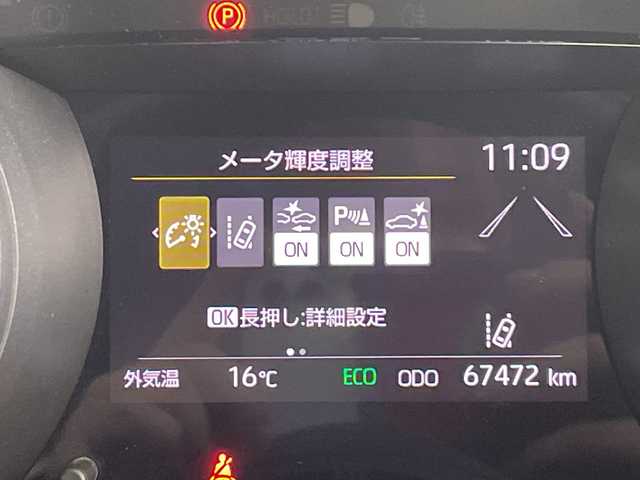 P HOLD
メータ輝度調整 11:09
P
ON ON ON
OK長押し:詳細設定
外気温 16℃ ECO ODO 67472 km